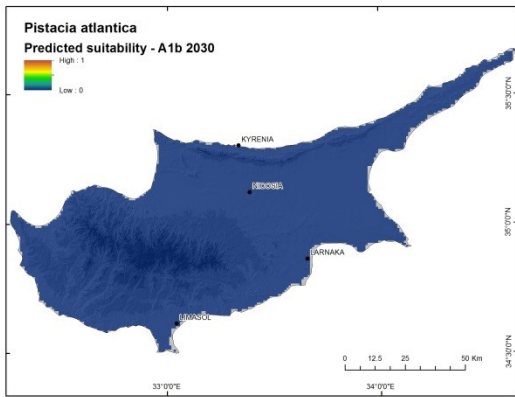 Pistacia atlantica
Predicted suitability - A1b 2030
High : 1
Low : 0
KYRENIA
NICOSIA
LARNAKA
LIMASOL
35°30'0"N
35°0'0"N
34°30'0"N
0 12.5 25 50 Km
33°0'0"E 34°0'0"E